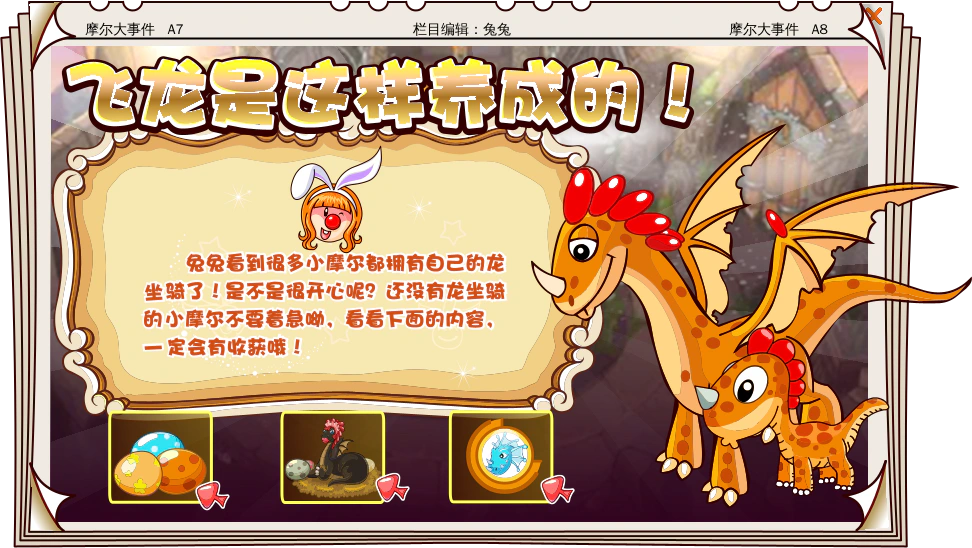 摩尔大事件 A7
栏目编辑：兔兔
摩尔大事件 A8
飞龙是这样养成的！
兔兔看到很多小摩尔都拥有自己的龙
坐骑了！是不是很开心呢？还没有龙坐骑
的小摩尔不要着急呦，看看下面的内容，
一定会有收获哦！